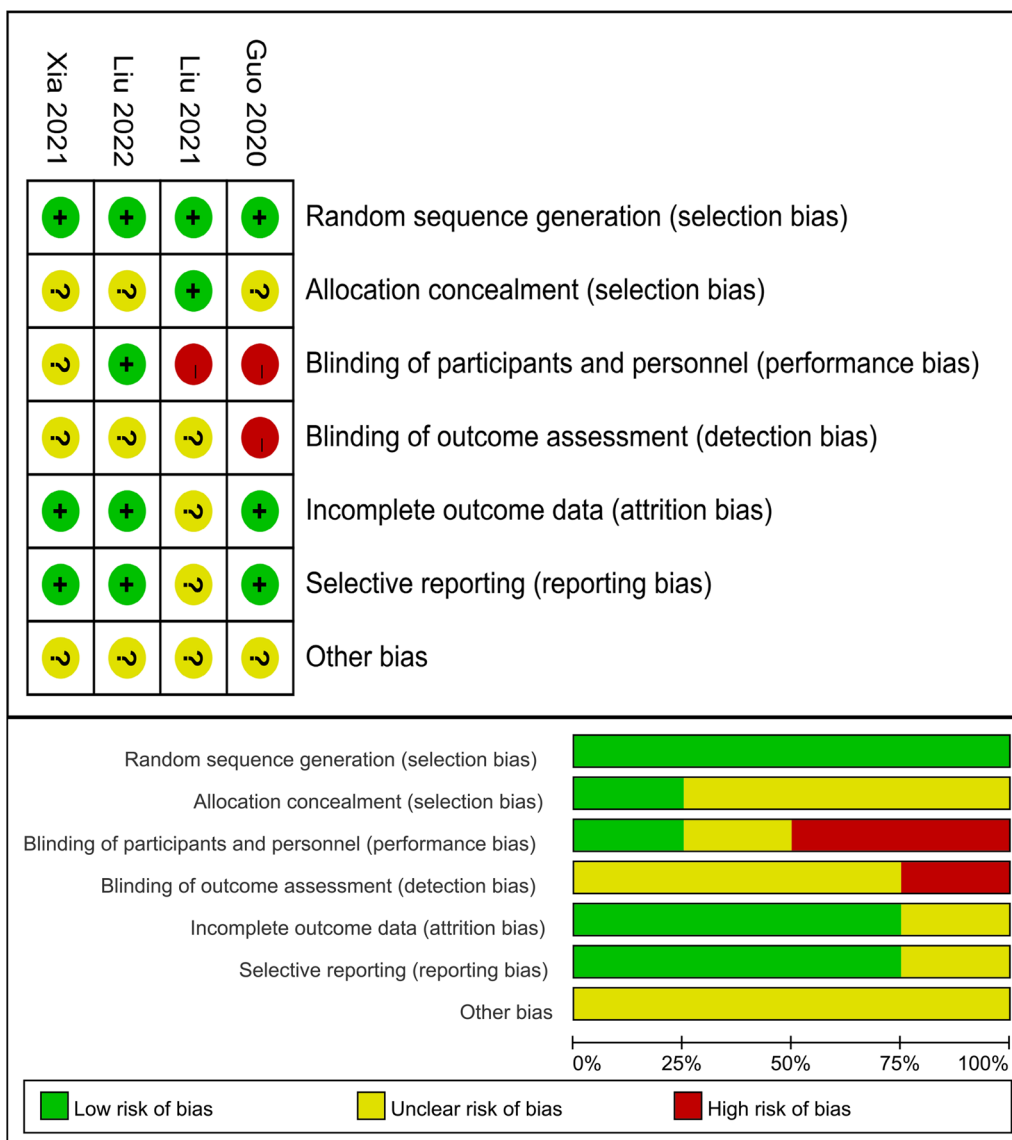 Xia 2021
Liu 2022
Liu 2021
Guo 2020
+ + + + Random sequence generation (selection bias)
? ? + ? Allocation concealment (selection bias)
? + – – Blinding of participants and personnel (performance bias)
? ? ? – Blinding of outcome assessment (detection bias)
+ + ? + Incomplete outcome data (attrition bias)
+ + ? + Selective reporting (reporting bias)
? ? ? ? Other bias
Random sequence generation (selection bias)
Allocation concealment (selection bias)
Blinding of participants and personnel (performance bias)
Blinding of outcome assessment (detection bias)
Incomplete outcome data (attrition bias)
Selective reporting (reporting bias)
Other bias
0% 25% 50% 75% 100%
Low risk of bias Unclear risk of bias High risk of bias